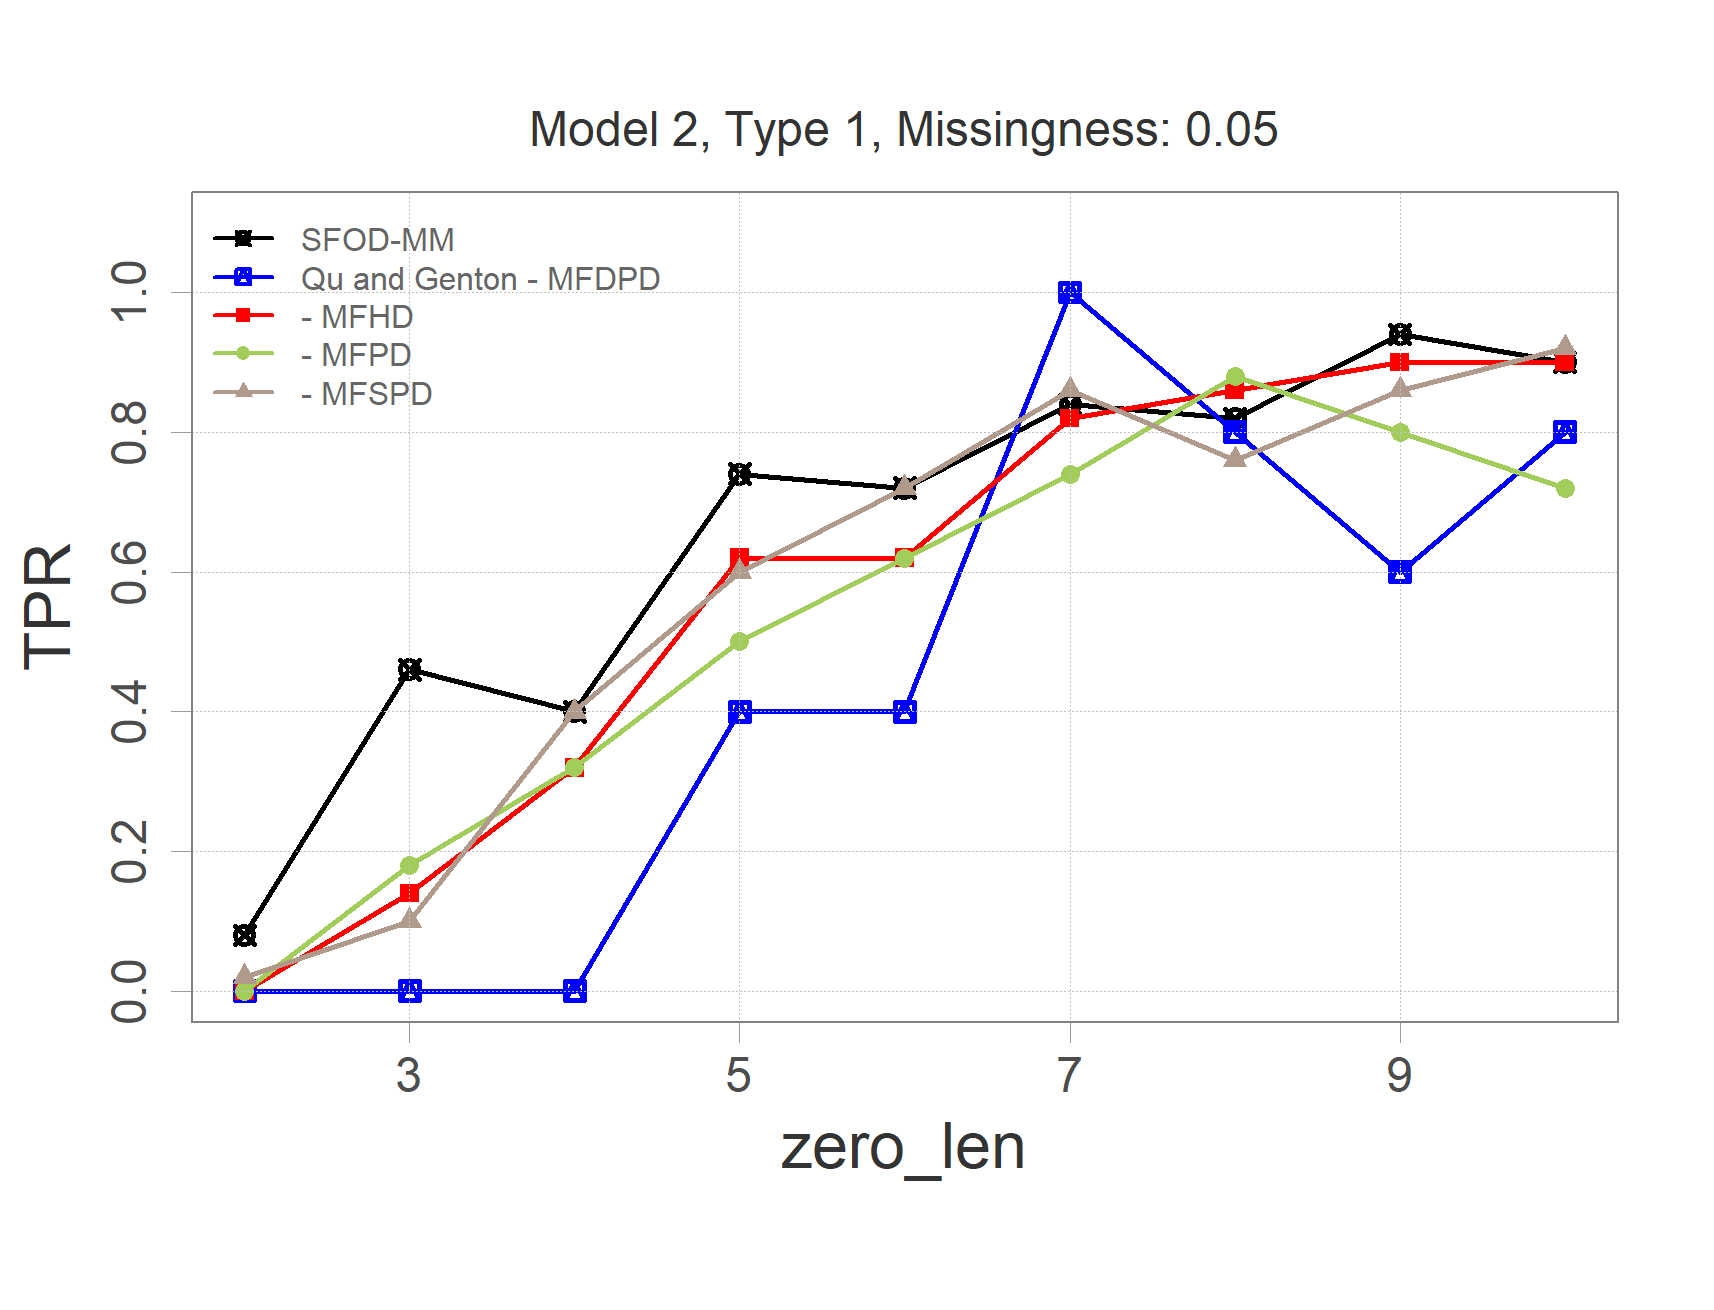 Model 2, Type 1, Missingness: 0.05
SFOD-MM
Qu and Genton - MFDPD
- MFHD
- MFPD
- MFSPD
1.0
0.8
0.6
0.4
0.2
0.0
TPR
3 5 7 9
zero_len